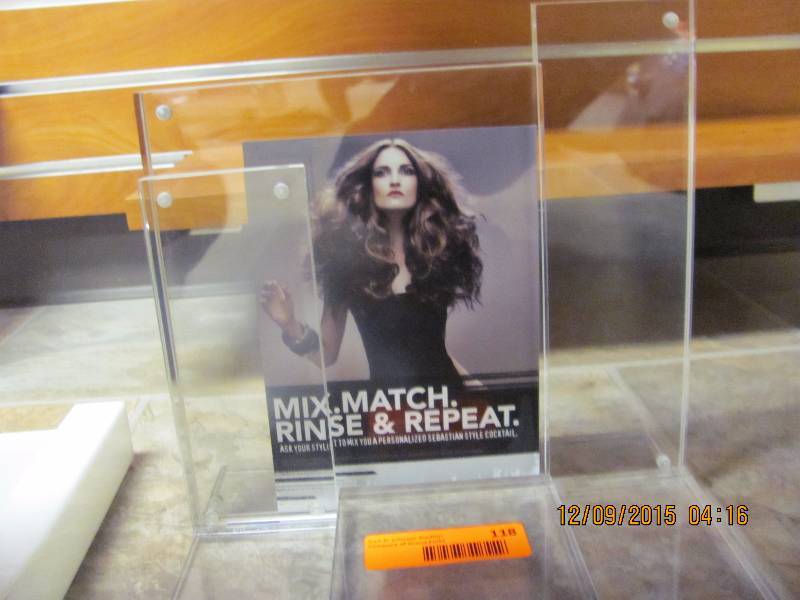 MIX.MATCH.
RINSE & REPEAT.
ASK YOUR STYLIST TO MIX YOU A PERSONALIZED SEBASTIAN STYLE COCKTAIL.
118
12/09/2015 04:16